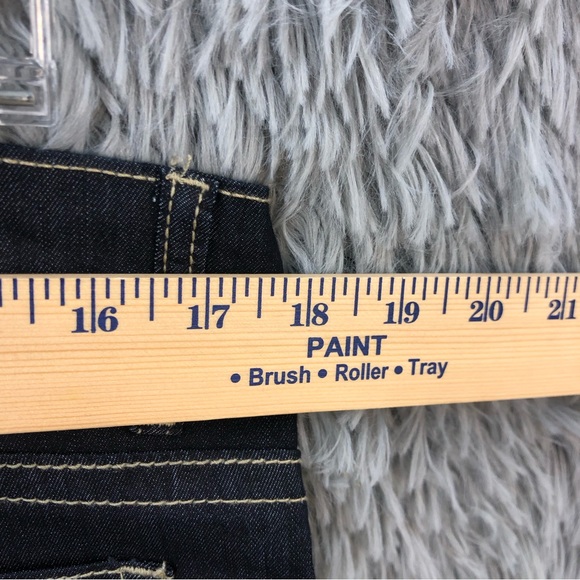 16 17 18 19 20 21
PAINT
• Brush • Roller • Tray